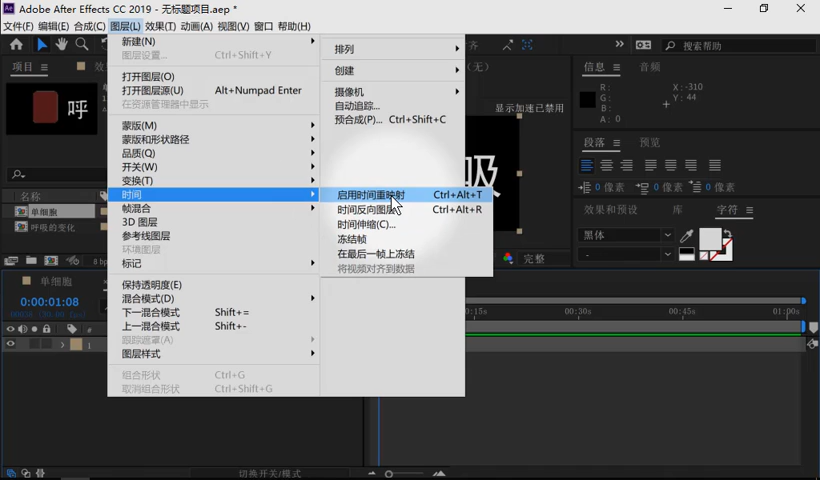 Adobe After Effects CC 2019 - 无标题项目.aep *
文件(F) 编辑(E) 合成(C) 图层(L) 效果(T) 动画(A) 视图(V) 窗口 帮助(H)
新建(N)
图层设置... Ctrl+Shift+Y
打开图层(O)
打开图层源(U) Alt+Numpad Enter
在资源管理器中显示
蒙版(M)
蒙版和形状路径
品质(Q)
开关(W)
变换(T)
时间
帧混合
3D 图层
参考线图层
环境图层
标记
保持透明度(E)
混合模式(D)
下一混合模式 Shift+=
上一混合模式 Shift+-
跟踪遮罩(A)
图层样式
组合形状 Ctrl+G
取消组合形状 Ctrl+Shift+G
排列
创建
摄像机
自动追踪...
预合成(P)... Ctrl+Shift+C
启用时间重映射 Ctrl+Alt+T
时间反向图层 Ctrl+Alt+R
时间伸缩(C)...
冻结帧
在最后一帧上冻结
将视频对齐到数据
项目
呼
名称
单细胞
呼吸的变化
8 b
齐
搜索帮助
(无)
显示加速已禁用
吸
完整
信息 音频
R:
G:
B:
A: 0
X: -310
Y: 44
段落 预览
0 像素 0 像素 0 像素
效果和预设 库 字符
黑体
-
单细胞
0:00:01:08
#
1
0:15s 00:30s 00:45s 01:00s
切换开关/模式